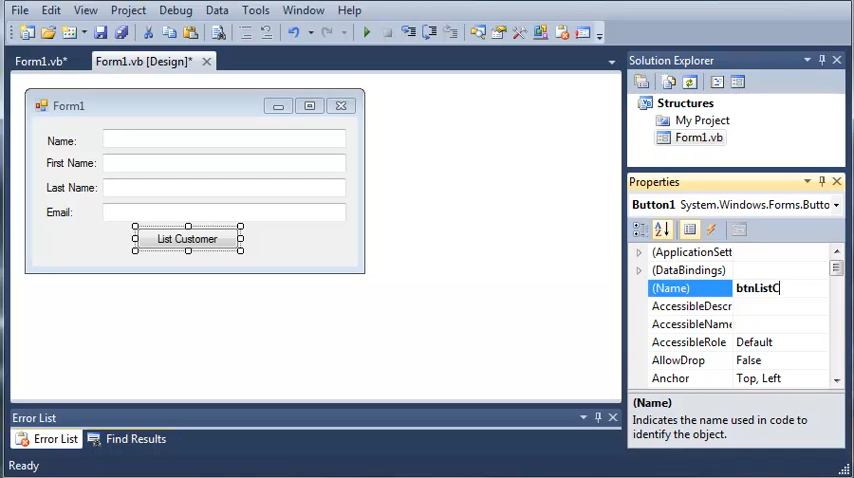 File Edit View Project Debug Data Tools Window Help
Form1.vb* Form1.vb [Design]*
Form1
Name:
First Name:
Last Name:
Email:
List Customer
Solution Explorer
Structures
My Project
Form1.vb
Properties
Button1 System.Windows.Forms.Butto
(ApplicationSett
(DataBindings)
(Name) btnListC
AccessibleDescr
AccessibleName
AccessibleRole Default
AllowDrop False
Anchor Top, Left
(Name)
Indicates the name used in code to
identify the object.
Error List
Error List Find Results
Ready